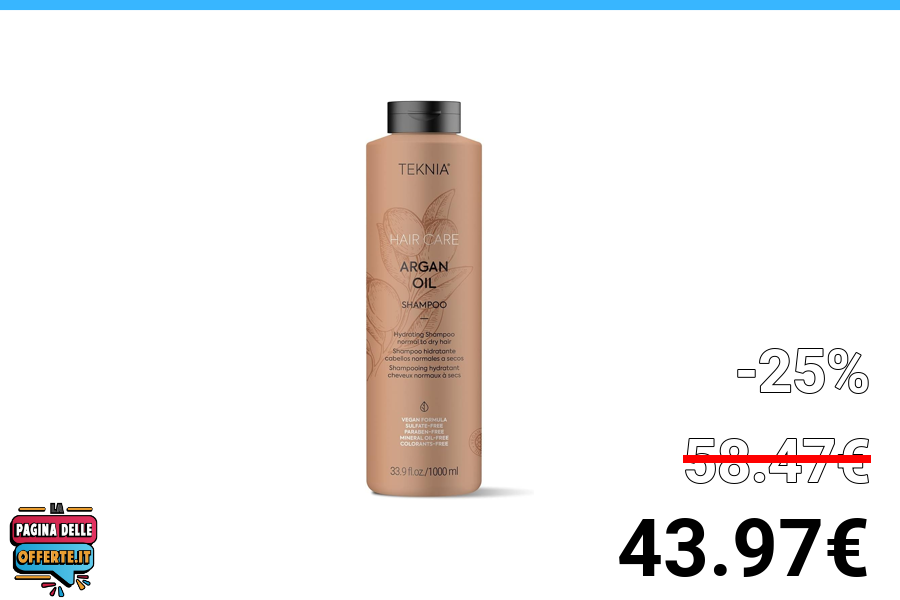 TEKNIA®
HAIR CARE
ARGAN
OIL
SHAMPOO
Hydrating Shampoo
normal to dry hair
Shampoo hidratante
cabellos normales a secos
Shampooing hydratant
cheveux normaux à secs
VEGAN FORMULA
SULFATE-FREE
PARABEN-FREE
MINERAL OIL-FREE
COLORANTS-FREE
33.9 fl.oz./1000 ml
-25%
58.47€
43.97€
LA
PAGINA DELLE
OFFERTE.IT